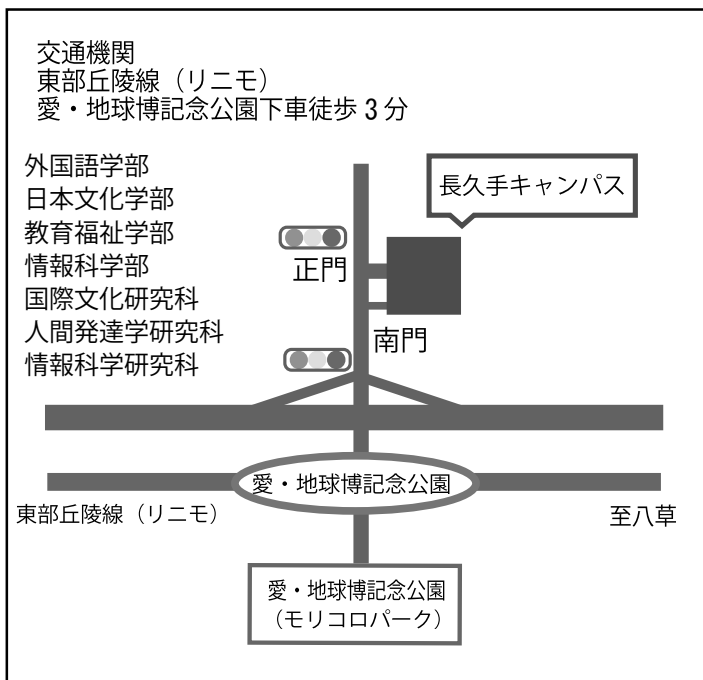 交通機関
東部丘陵線（リニモ）
愛・地球博記念公園下車徒歩 3 分
外国語学部
日本文化学部
教育福祉学部
情報科学部
国際文化研究科
人間発達学研究科
情報科学研究科
長久手キャンパス
正門
南門
愛・地球博記念公園
東部丘陵線（リニモ）
至八草
愛・地球博記念公園
（モリコロパーク）